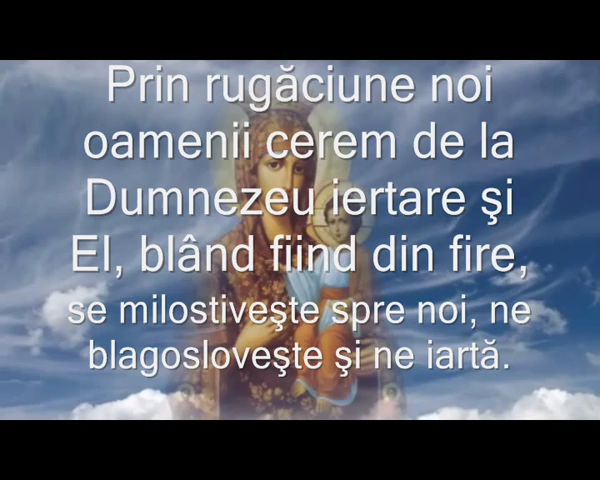 Prin rugăciune noi
oamenii cerem de la
Dumnezeu iertare şi
El, blând fiind din fire,
se milostiveşte spre noi, ne
blagosloveşte şi ne iartă.